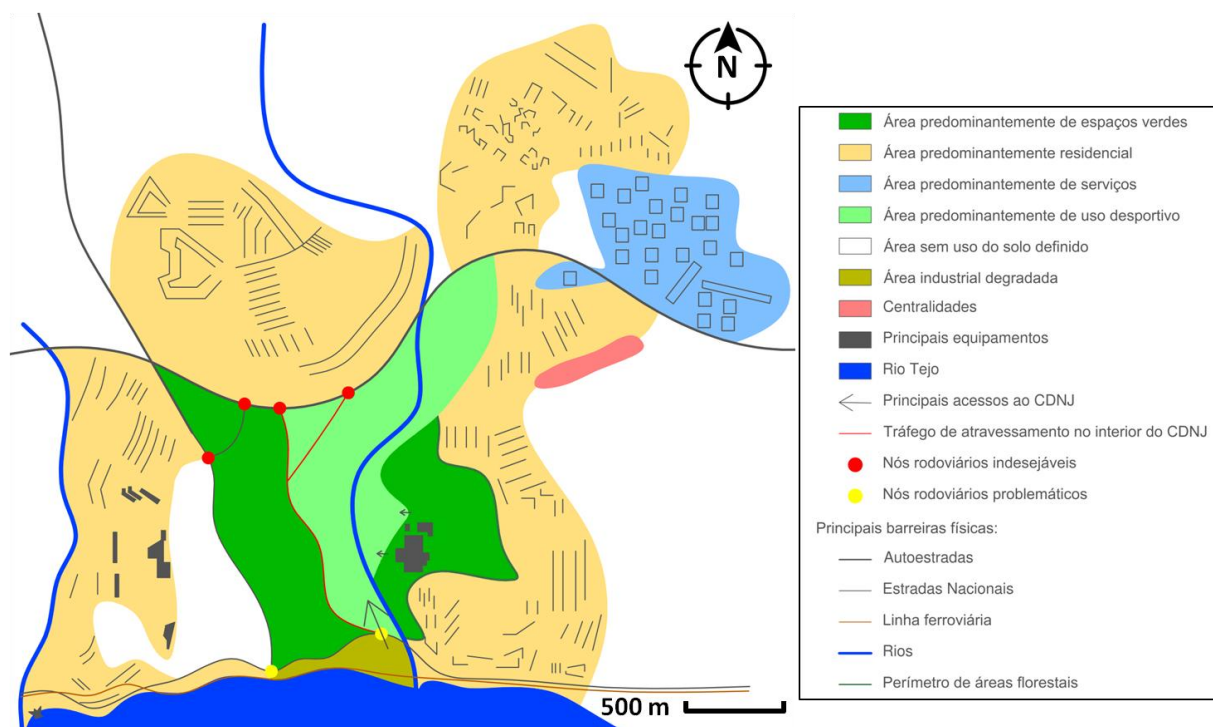 N
Área predominantemente de espaços verdes
Área predominantemente residencial
Área predominantemente de serviços
Área predominantemente de uso desportivo
Área sem uso do solo definido
Área industrial degradada
Centralidades
Principais equipamentos
Rio Tejo
Principais acessos ao CDNJ
Tráfego de atravessamento no interior do CDNJ
Nós rodoviários indesejáveis
Nós rodoviários problemáticos
Principais barreiras físicas:
Autoestradas
Estradas Nacionais
Linha ferroviária
Rios
Perímetro de áreas florestais
500 m